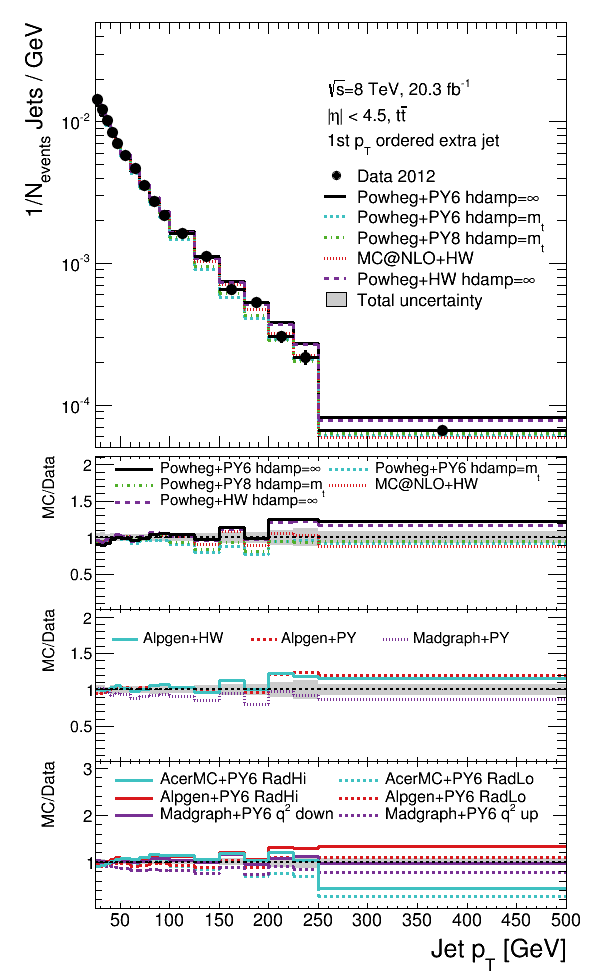 1/N_events Jets / GeV
10^-2
10^-3
10^-4
√s=8 TeV, 20.3 fb^-1
|η| < 4.5, tt̄
1st p_T ordered extra jet
Data 2012
Powheg+PY6 hdamp=∞
Powheg+PY6 hdamp=m_t
Powheg+PY8 hdamp=m_t
MC@NLO+HW
Powheg+HW hdamp=∞
Total uncertainty
MC/Data
2
1.5
1
0.5
Powheg+PY6 hdamp=∞ Powheg+PY6 hdamp=m_t
Powheg+PY8 hdamp=m_t MC@NLO+HW
Powheg+HW hdamp=∞
MC/Data
2
1.5
1
0.5
Alpgen+HW Alpgen+PY Madgraph+PY
MC/Data
3
2
1
AcerMC+PY6 RadHi AcerMC+PY6 RadLo
Alpgen+PY6 RadHi Alpgen+PY6 RadLo
Madgraph+PY6 q² down Madgraph+PY6 q² up
50 100 150 200 250 300 350 400 450 500
Jet p_T [GeV]